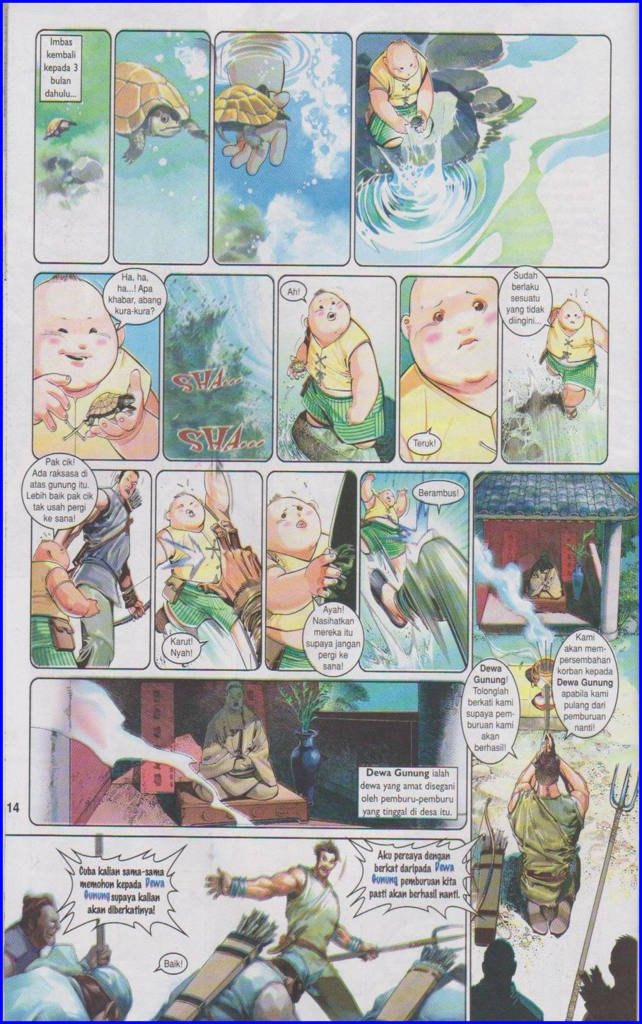 Imbas
kembali
kepada 3
bulan
dahulu...
Ha, ha,
ha...! Apa
khabar, abang
kura-kura?
SHA...
SHA...
Ah!
Teruk!
Sudah
berlaku
sesuatu
yang tidak
diingini...
Pak cik!
Ada raksasa di
atas gunung itu.
Lebih baik pak cik
tak usah pergi
ke sana!
Karut!
Nyah!
Ayah!
Nasihatkan
mereka itu
supaya jangan
pergi ke
sana!
Berambus!
Dewa
Gunung!
Tolonglah
berkati kami
supaya pem-
buruan kami
akan
berhasil!
Kami
akan mem-
persembahan
korban kepada
Dewa Gunung
apabila kami
pulang dari
pemburuan
nanti!
Dewa Gunung ialah
dewa yang amat disegani
oleh pemburu-pemburu
yang tinggal di desa itu.
14
Cuba kalian sama-sama
memohon kepada Dewa
Gunung supaya kalian
akan diberkatinya!
Baik!
Aku percaya dengan
berkat daripada Dewa
Gunung pemburuan kita
pasti akan berhasil nanti.